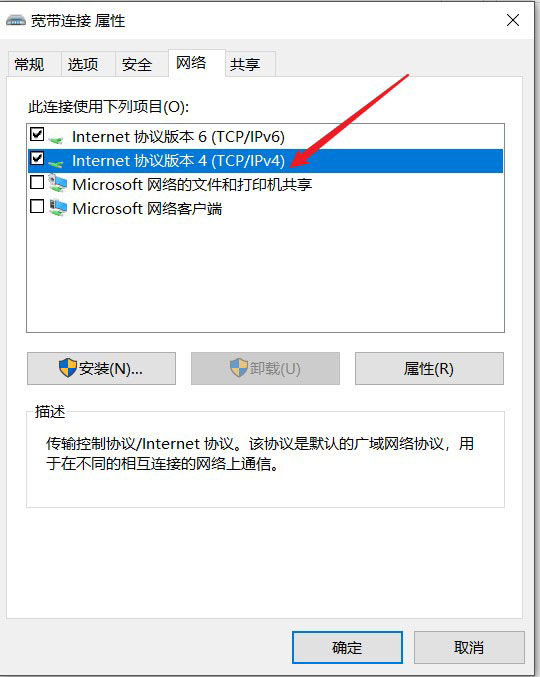 宽带连接 属性
常规 选项 安全 网络 共享
此连接使用下列项目(O):
Internet 协议版本 6 (TCP/IPv6)
Internet 协议版本 4 (TCP/IPv4)
Microsoft 网络的文件和打印机共享
Microsoft 网络客户端
安装(N)... 卸载(U) 属性(R)
描述
传输控制协议/Internet 协议。该协议是默认的广域网络协议，用
于在不同的相互连接的网络上通信。
确定 取消